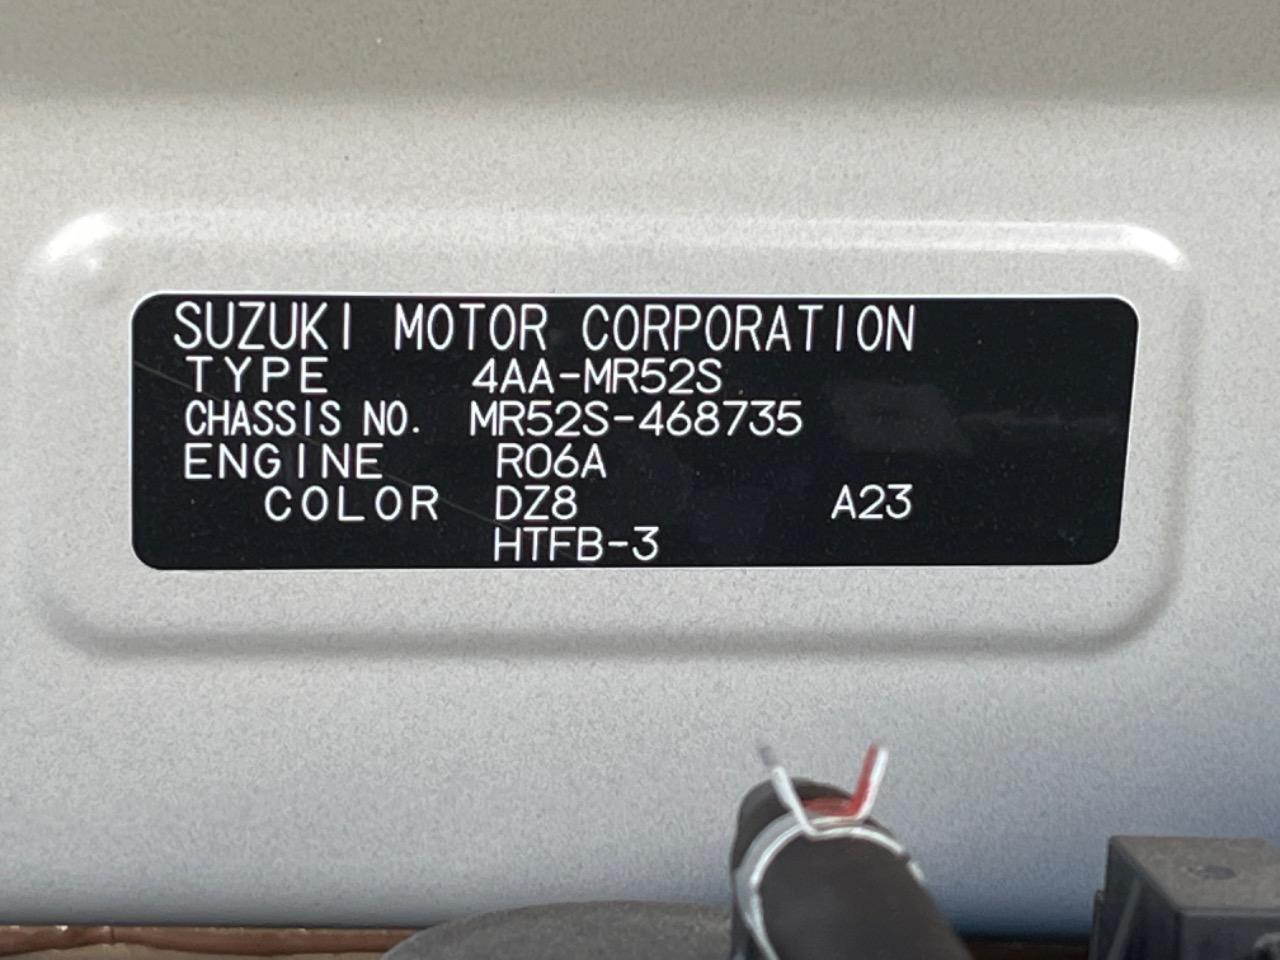 SUZUKI MOTOR CORPORATION
TYPE 4AA-MR52S
CHASSIS NO. MR52S-468735
ENGINE R06A
COLOR DZ8 A23
HTFB-3